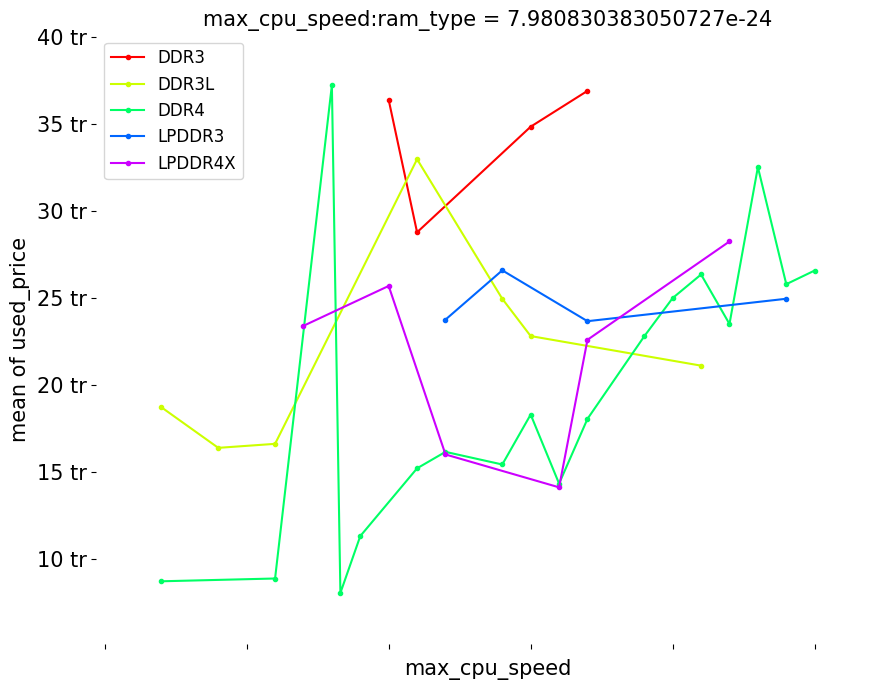 max_cpu_speed:ram_type = 7.980830383050727e-24
40 tr
35 tr
30 tr
25 tr
20 tr
15 tr
10 tr
mean of used_price
DDR3
DDR3L
DDR4
LPDDR3
LPDDR4X
max_cpu_speed